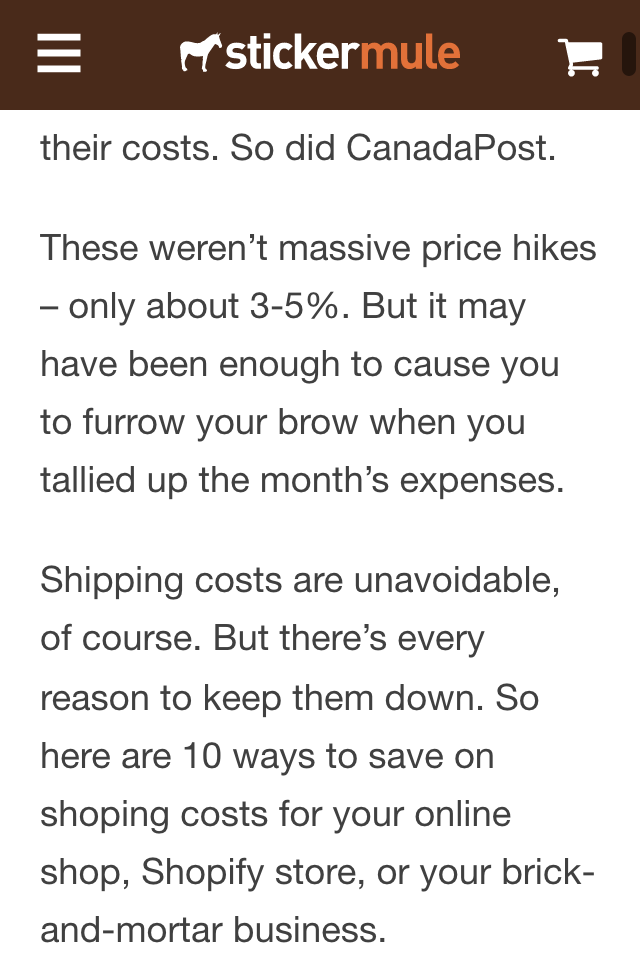 stickermule
their costs. So did CanadaPost.
These weren’t massive price hikes
– only about 3-5%. But it may
have been enough to cause you
to furrow your brow when you
tallied up the month’s expenses.
Shipping costs are unavoidable,
of course. But there’s every
reason to keep them down. So
here are 10 ways to save on
shoping costs for your online
shop, Shopify store, or your brick-
and-mortar business.